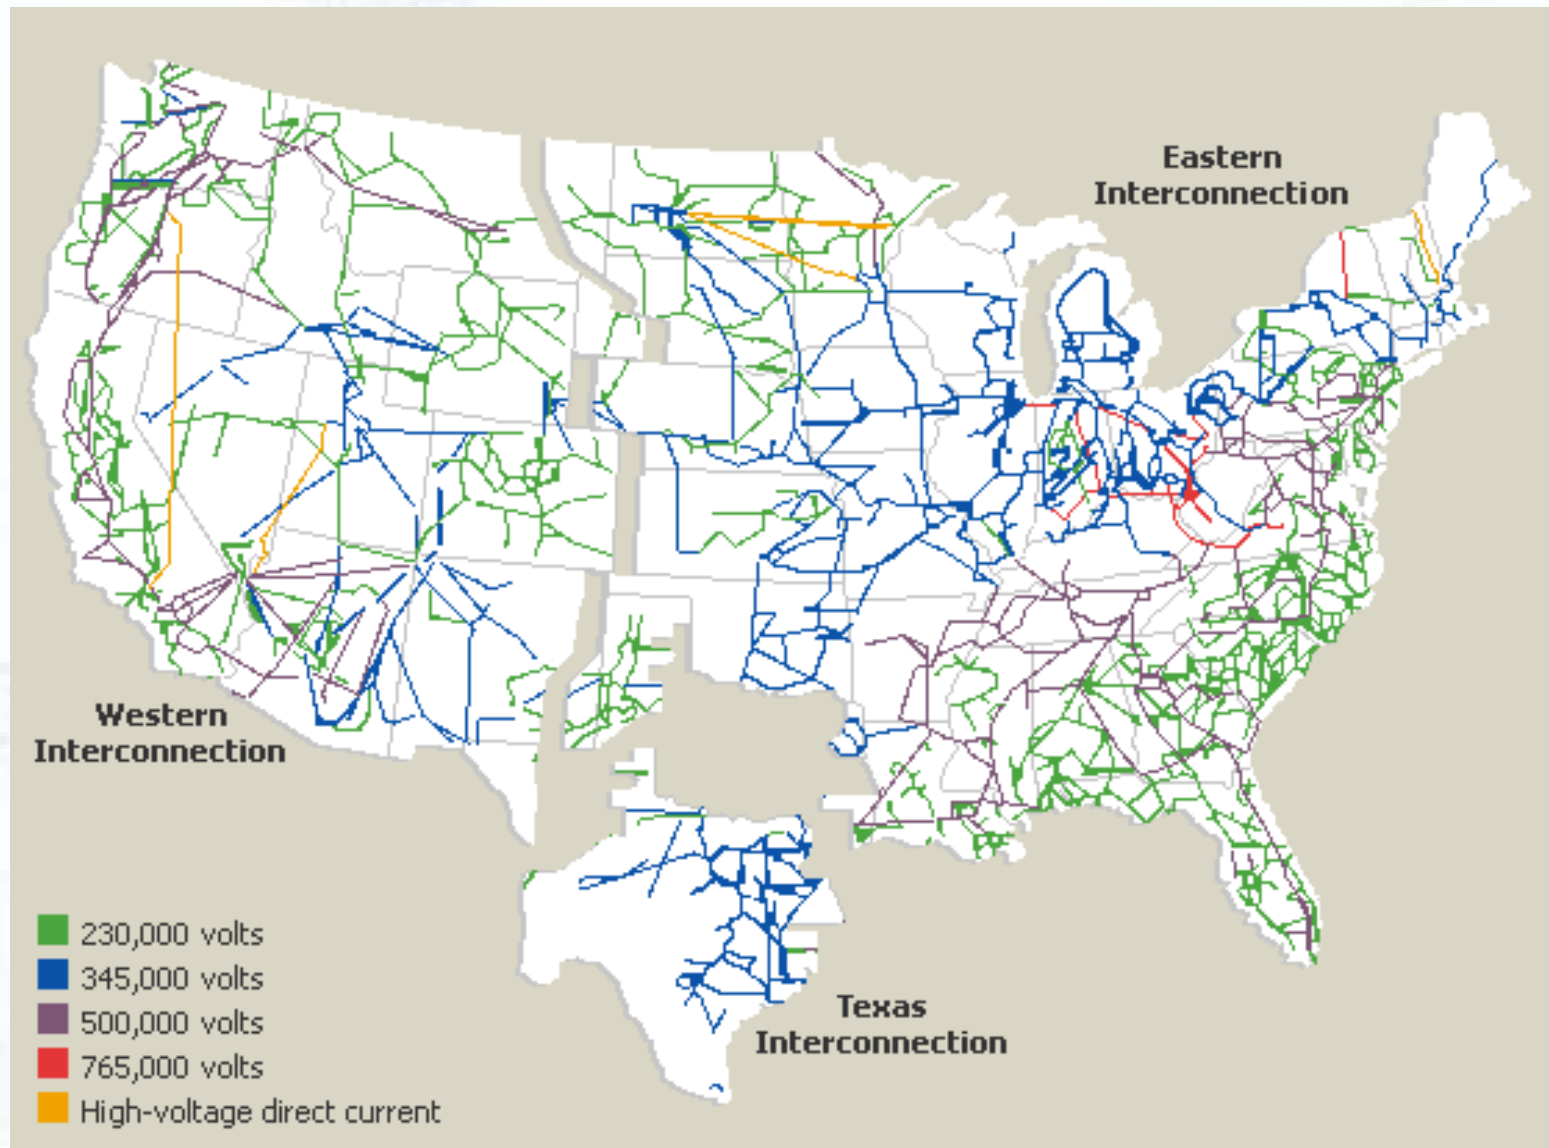 Eastern
Interconnection
Western
Interconnection
Texas
Interconnection
230,000 volts
345,000 volts
500,000 volts
765,000 volts
High-voltage direct current